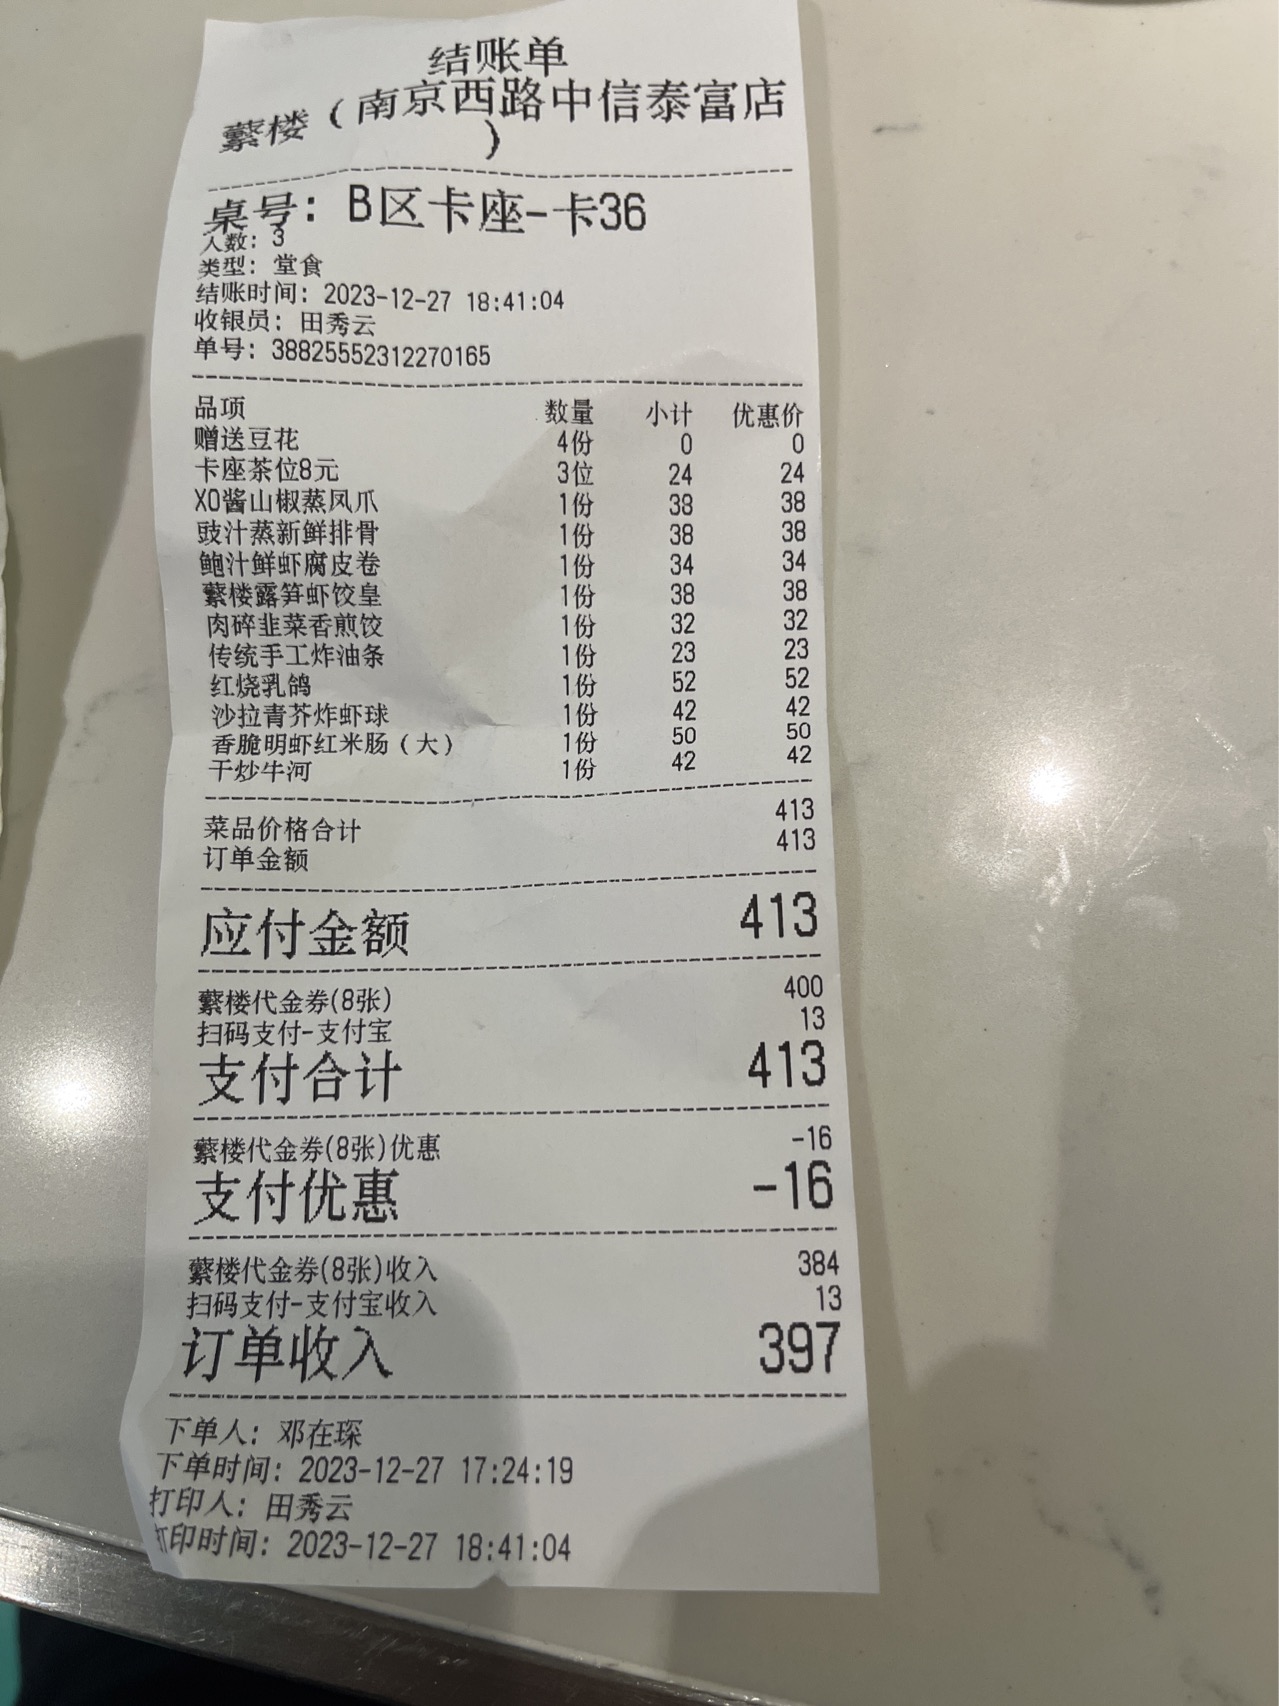 结账单
蘩楼（南京西路中信泰富店
）
桌号：B区卡座-卡36
人数：3
类型：堂食
结账时间：2023-12-27 18:41:04
收银员：田秀云
单号：38825552312270165
品项 数量 小计 优惠价
赠送豆花 4份 0 0
卡座茶位8元 3位 24 24
XO酱山椒蒸凤爪 1份 38 38
豉汁蒸新鲜排骨 1份 38 38
鲍汁鲜虾腐皮卷 1份 34 34
蘩楼露笋虾饺皇 1份 38 38
肉碎韭菜香煎饺 1份 32 32
传统手工炸油条 1份 23 23
红烧乳鸽 1份 52 52
沙拉青芥炸虾球 1份 42 42
香脆明虾红米肠（大） 1份 50 50
干炒牛河 1份 42 42
菜品价格合计 413
订单金额 413
应付金额 413
蘩楼代金券(8张) 400
扫码支付-支付宝 13
支付合计 413
蘩楼代金券(8张)优惠 -16
支付优惠 -16
蘩楼代金券(8张)收入 384
扫码支付-支付宝收入 13
订单收入 397
下单人：邓在琛
下单时间：2023-12-27 17:24:19
打印人：田秀云
打印时间：2023-12-27 18:41:04